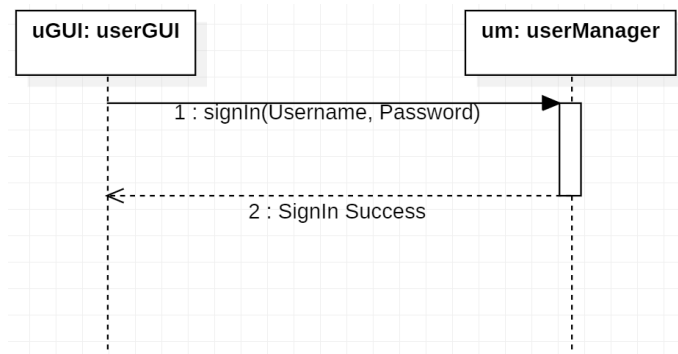 uGUI: userGUI
um: userManager
1 : signIn(Username, Password)
2 : SignIn Success